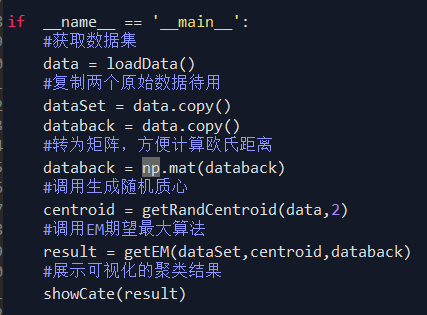 if __name__ == '__main__':
#获取数据集
data = loadData()
#复制两个原始数据待用
dataSet = data.copy()
databack = data.copy()
#转为矩阵，方便计算欧氏距离
databack = np.mat(databack)
#调用生成随机质心
centroid = getRandCentroid(data,2)
#调用EM期望最大算法
result = getEM(dataSet,centroid,databack)
#展示可视化的聚类结果
showCate(result)